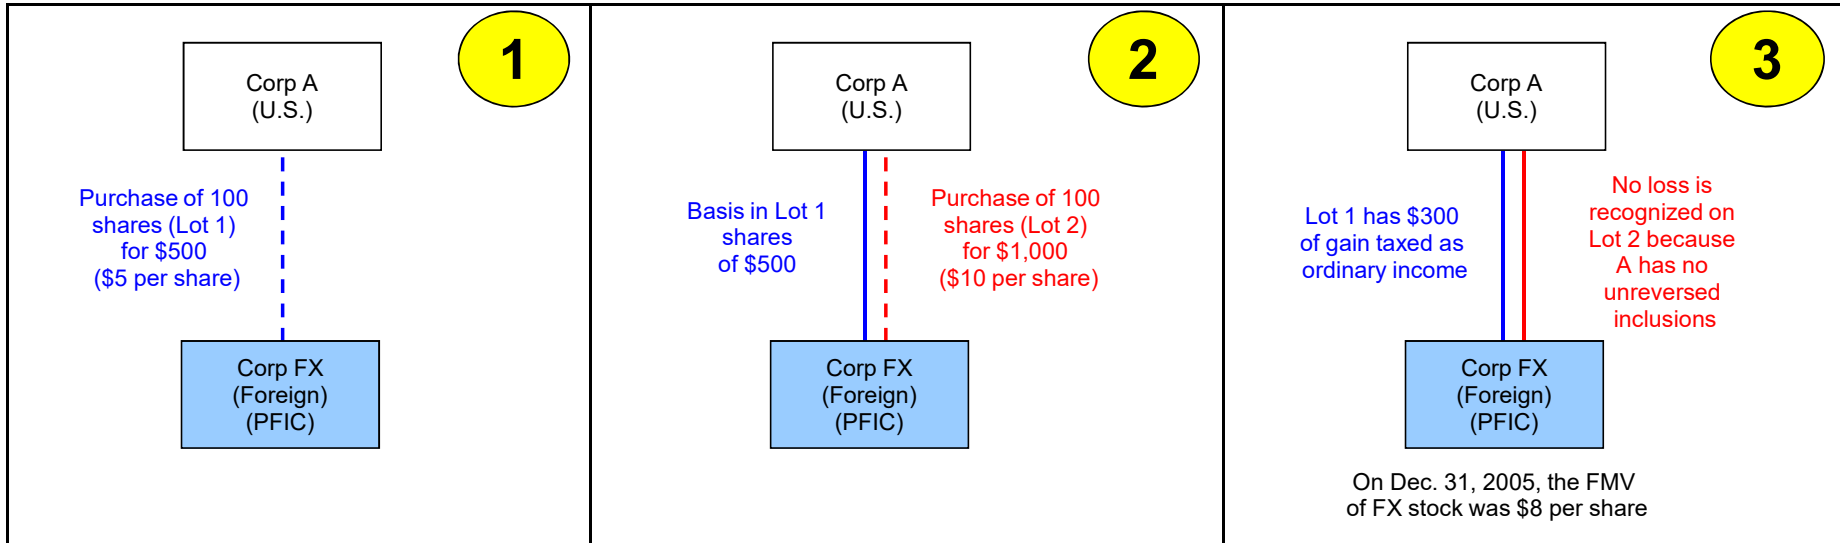 1
Corp A
(U.S.)
Purchase of 100
shares (Lot 1)
for $500
($5 per share)
Corp FX
(Foreign)
(PFIC)
2
Corp A
(U.S.)
Basis in Lot 1
shares
of $500
Purchase of 100
shares (Lot 2)
for $1,000
($10 per share)
Corp FX
(Foreign)
(PFIC)
3
Corp A
(U.S.)
Lot 1 has $300
of gain taxed as
ordinary income
No loss is
recognized on
Lot 2 because
A has no
unreversed
inclusions
Corp FX
(Foreign)
(PFIC)
On Dec. 31, 2005, the FMV
of FX stock was $8 per share